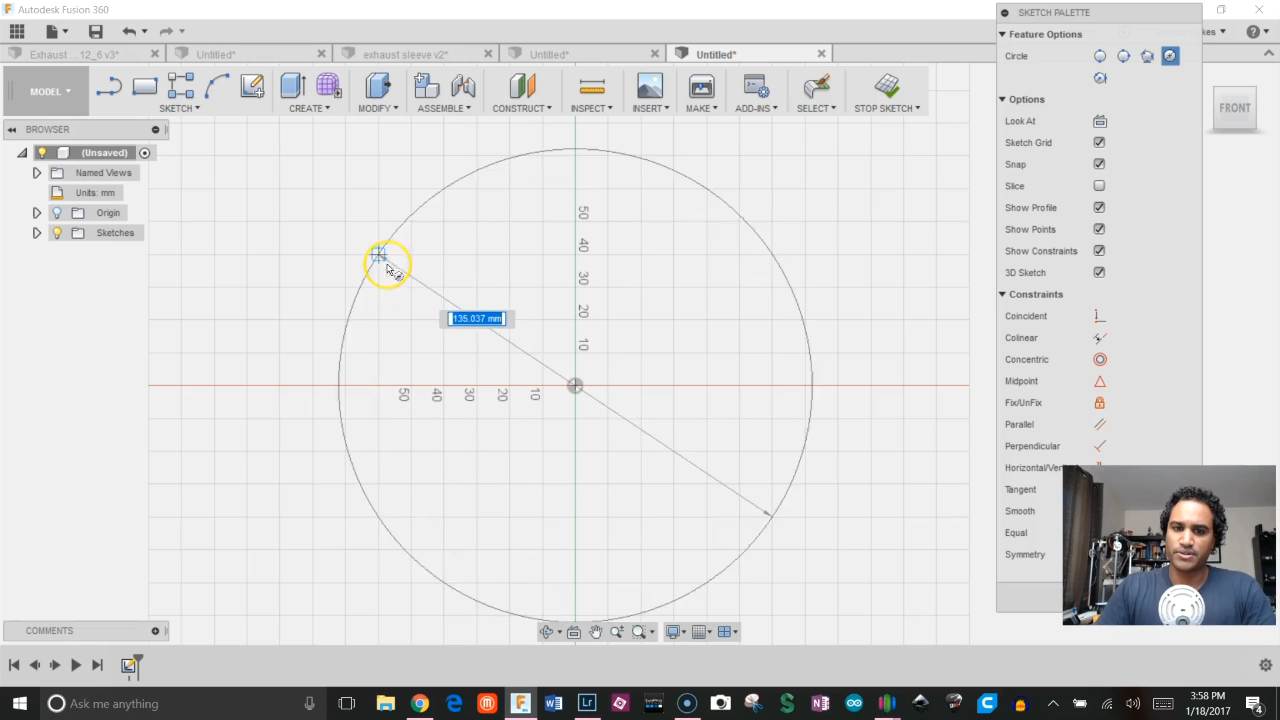 Autodesk Fusion 360
Exhaust ... 12_6 v3*
Untitled*
exhaust sleeve v2*
Untitled*
Untitled*
MODEL
SKETCH
CREATE
MODIFY
ASSEMBLE
CONSTRUCT
INSPECT
INSERT
MAKE
ADD-INS
SELECT
STOP SKETCH
BROWSER
(Unsaved)
Named Views
Units: mm
Origin
Sketches
50
40
30
20
10
50
40
30
20
10
135.037 mm
FRONT
SKETCH PALETTE
Feature Options
Circle
Options
Look At
Sketch Grid
Snap
Slice
Show Profile
Show Points
Show Constraints
3D Sketch
Constraints
Coincident
Colinear
Concentric
Midpoint
Fix/UnFix
Parallel
Perpendicular
Tangent
Smooth
Equal
Symmetry
COMMENTS
Ask me anything
3:58 PM
1/18/2017
4